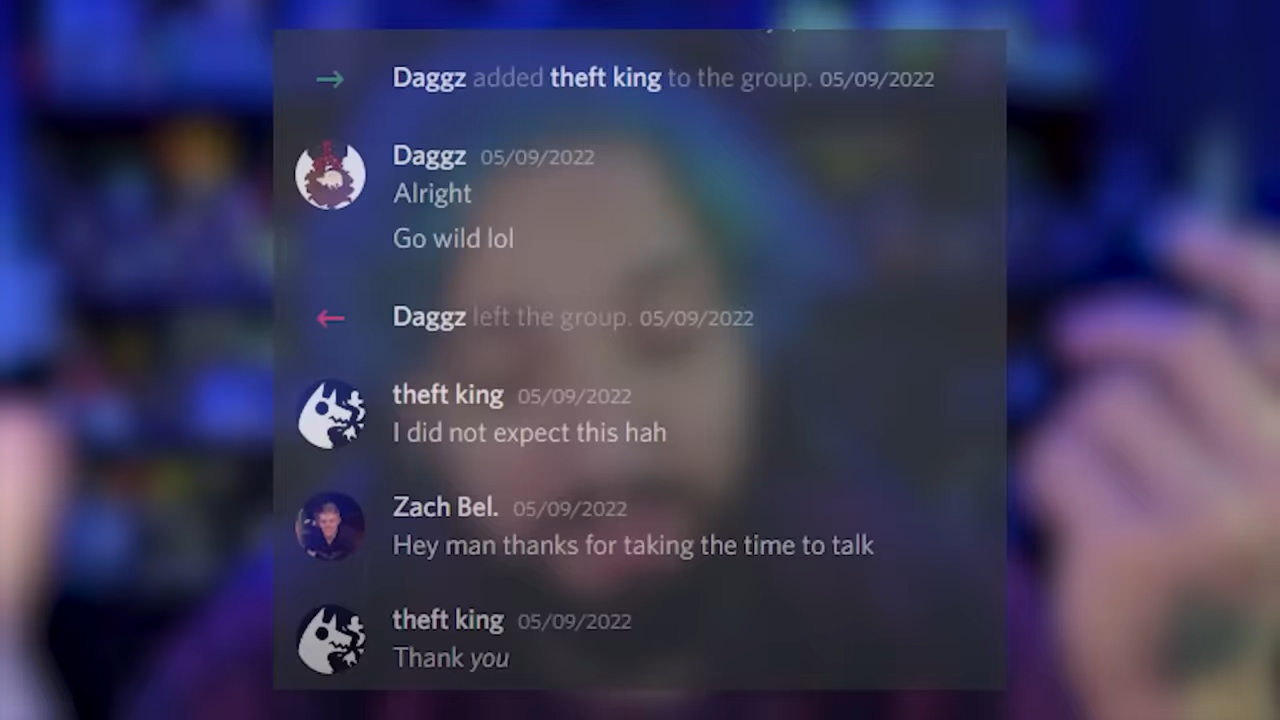 Daggz added theft king to the group. 05/09/2022
Daggz 05/09/2022
Alright
Go wild lol
Daggz left the group. 05/09/2022
theft king 05/09/2022
I did not expect this hah
Zach Bel. 05/09/2022
Hey man thanks for taking the time to talk
theft king 05/09/2022
Thank you